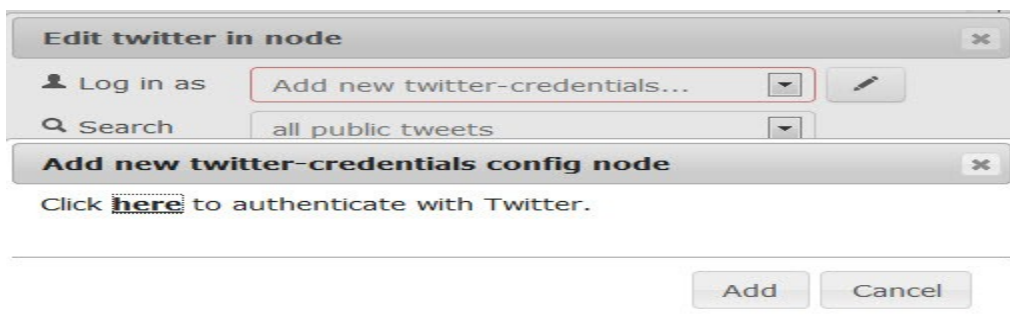 Edit twitter in node
Log in as Add new twitter-credentials...
Search all public tweets
Add new twitter-credentials config node
Click here to authenticate with Twitter.
Add Cancel